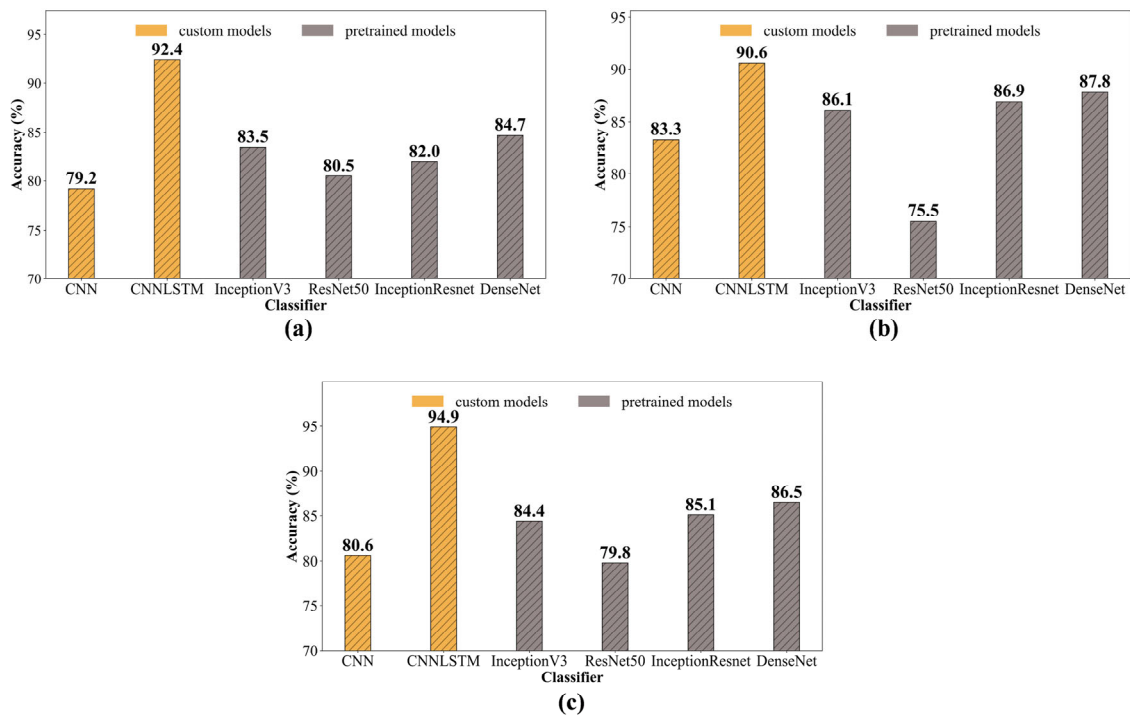 custom models pretrained models
95
90
85
80
75
70
Accuracy (%)
79.2
92.4
83.5
80.5
82.0
84.7
CNN CNNLSTM InceptionV3 ResNet50 InceptionResnet DenseNet
Classifier
(a)
custom models pretrained models
95
90
85
80
75
70
Accuracy (%)
83.3
90.6
86.1
75.5
86.9
87.8
CNN CNNLSTM InceptionV3 ResNet50 InceptionResnet DenseNet
Classifier
(b)
custom models pretrained models
95
90
85
80
75
70
Accuracy (%)
80.6
94.9
84.4
79.8
85.1
86.5
CNN CNNLSTM InceptionV3 ResNet50 InceptionResnet DenseNet
Classifier
(c)